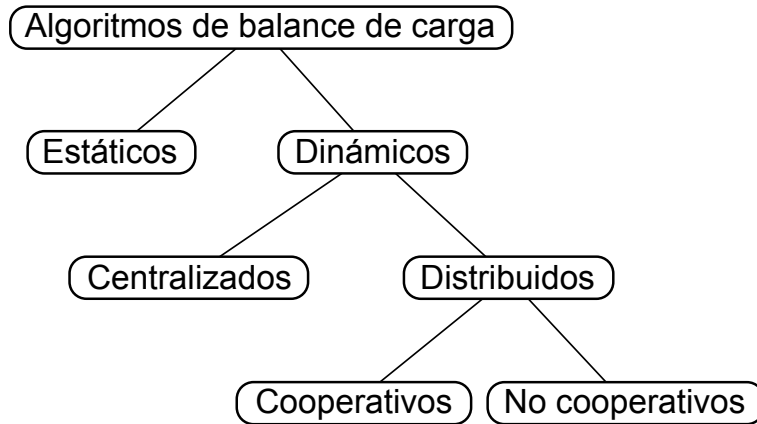 Algoritmos de balance de carga
Estáticos
Dinámicos
Centralizados
Distribuidos
Cooperativos
No cooperativos